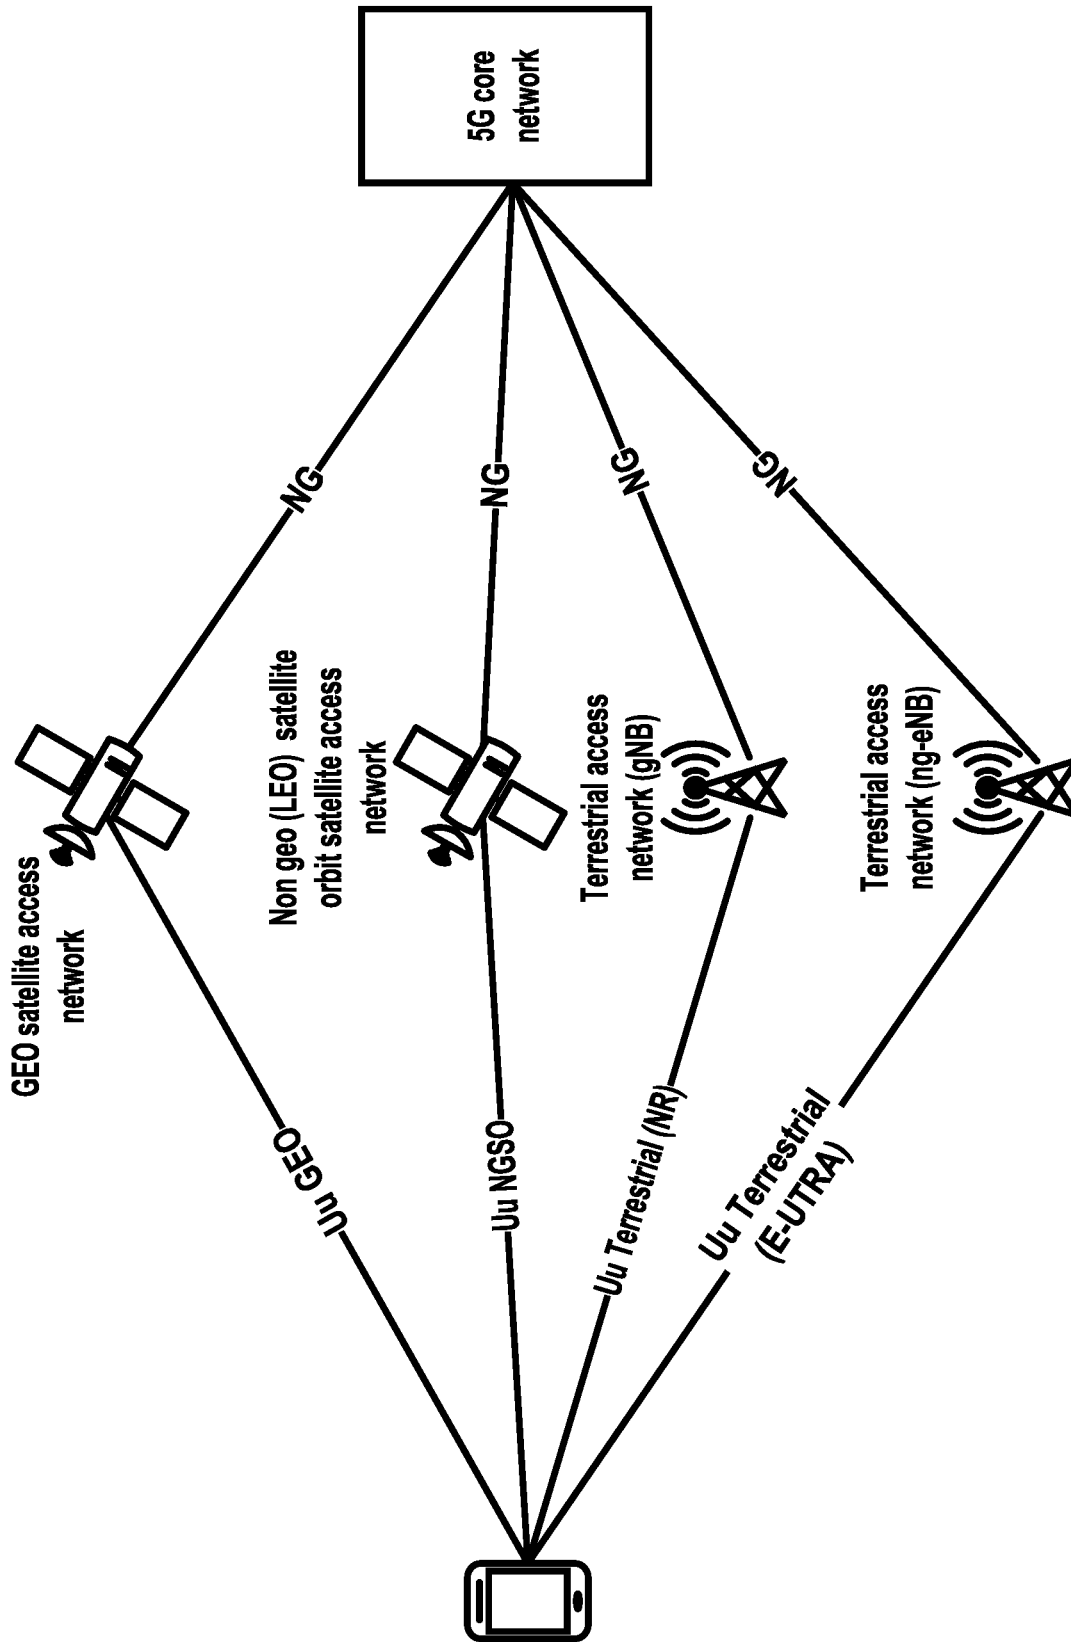 GEO satellite access
network
Non geo (LEO) satellite
orbit satellite access
network
Terrestrial access
network (gNB)
Terrestrial access
network (ng-eNB)
Uu GEO
Uu NGSO
Uu Terrestrial (NR)
Uu Terrestrial
(E-UTRA)
NG
NG
NG
NG
5G core
network